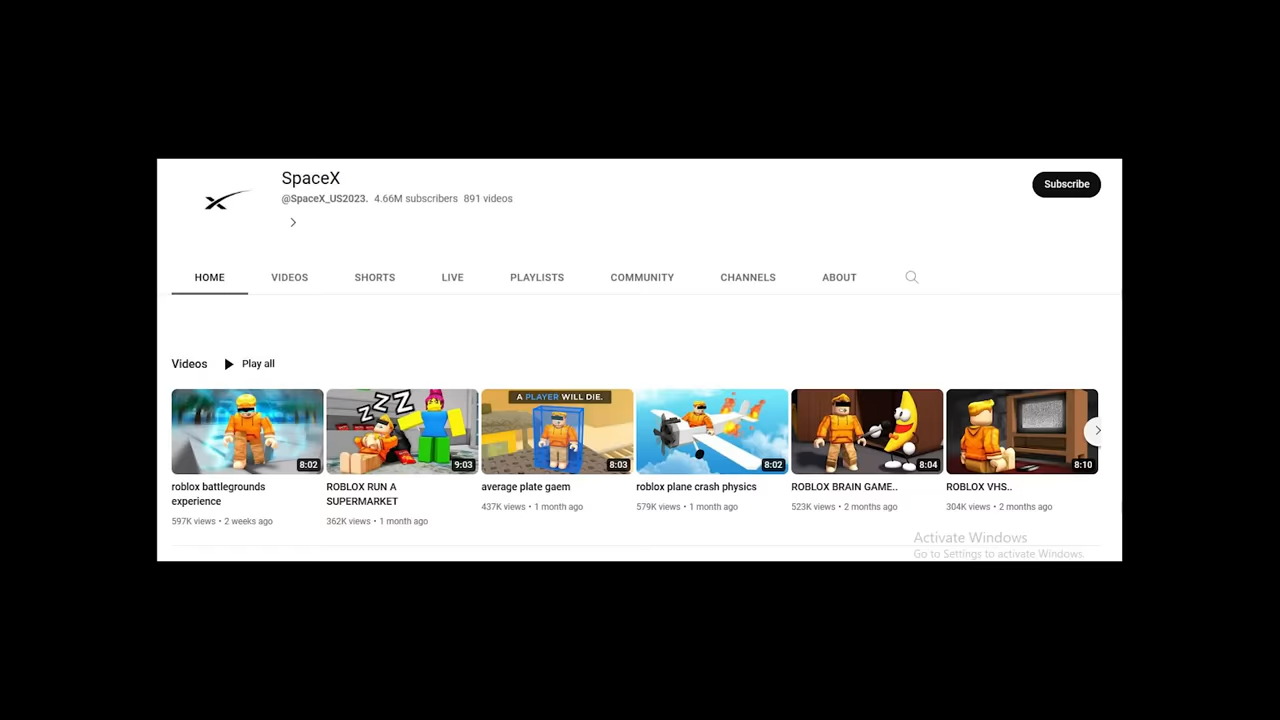 SpaceX
@SpaceX_US2023. 4.66M subscribers 891 videos
Subscribe
HOME VIDEOS SHORTS LIVE PLAYLISTS COMMUNITY CHANNELS ABOUT
Videos Play all
ZZZ
A PLAYER WILL DIE.
8:02 9:03 8:03 8:02 8:04 8:10
roblox battlegrounds
experience
597K views • 2 weeks ago
ROBLOX RUN A
SUPERMARKET
362K views • 1 month ago
average plate gaem
437K views • 1 month ago
roblox plane crash physics
579K views • 1 month ago
ROBLOX BRAIN GAME..
523K views • 2 months ago
ROBLOX VHS..
304K views • 2 months ago
Activate Windows
Go to Settings to activate Windows.